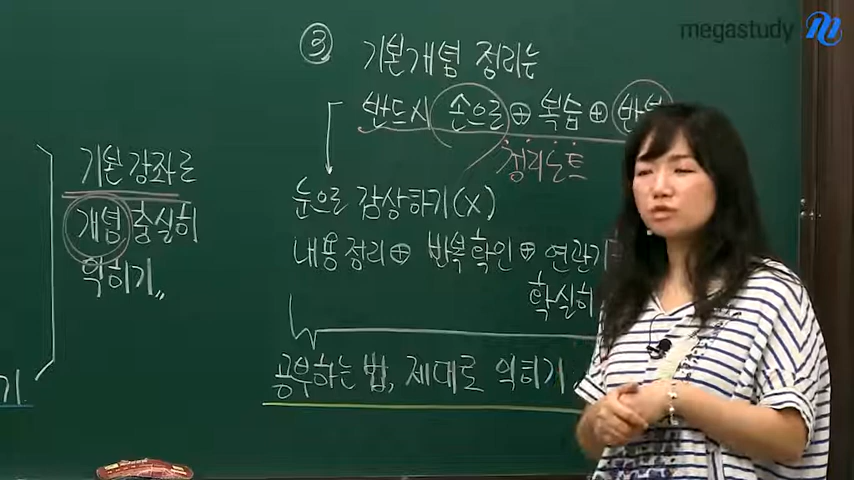 megastudy
③ 기본개념 정리는
반드시 손으로 ⊕ 복습 ⊕ 반복
정리노트
눈으로 감상하기(X)
내용정리 ⊕ 반복확인 ⊕ 연관기
확실히
공부하는 법, 제대로 익히기
기본강좌로
개념 충실히
익히기〃
기